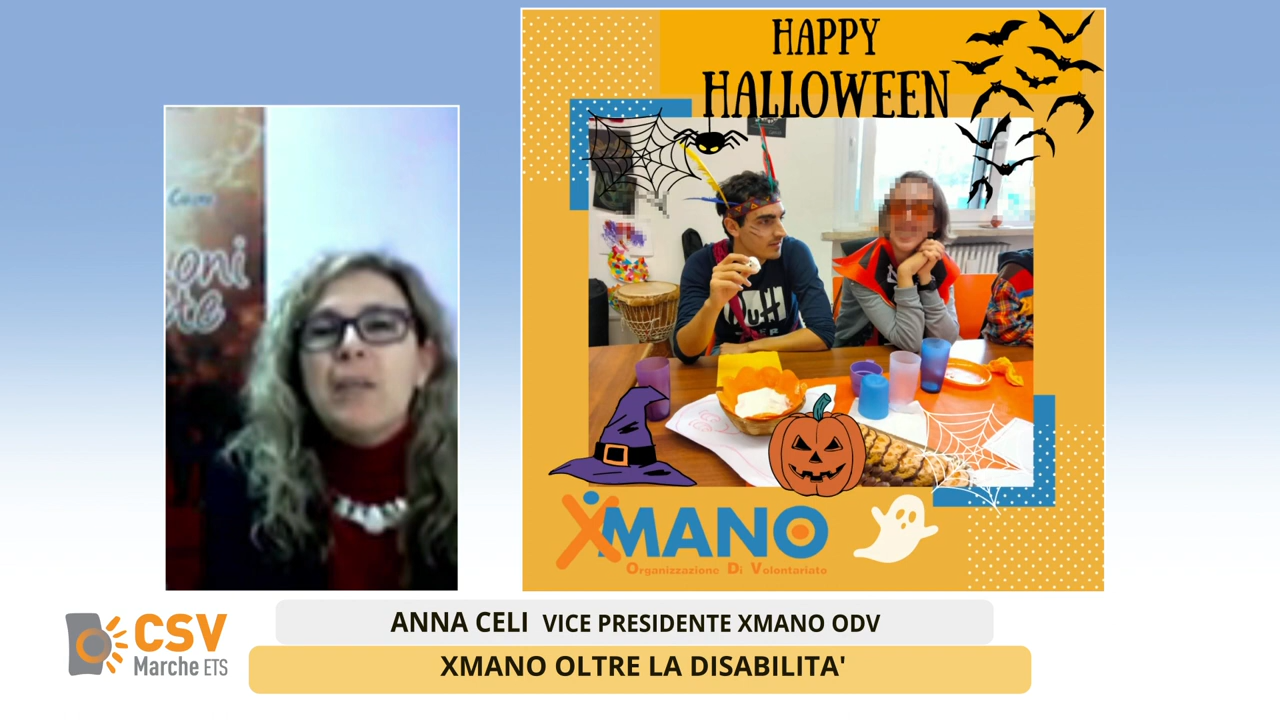 HAPPY
HALLOWEEN
XMANO
Organizzazione Di Volontariato
CSV
Marche ETS
ANNA CELI VICE PRESIDENTE XMANO ODV
XMANO OLTRE LA DISABILITA'